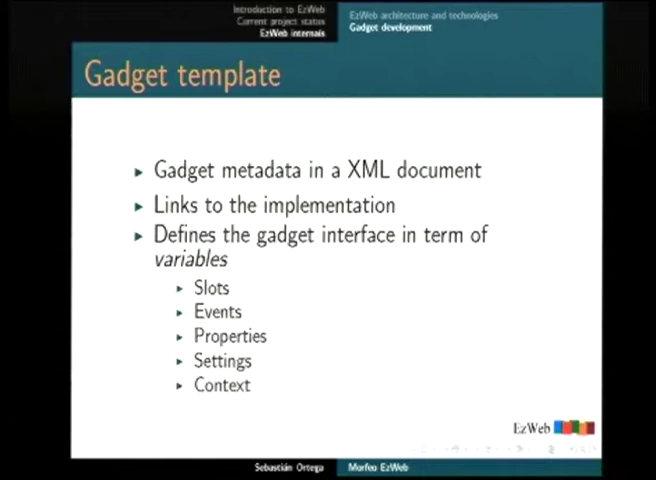 Introduction to EzWeb
Current project status
EzWeb internals
EzWeb architecture and technologies
Gadget development
Gadget template
Gadget metadata in a XML document
Links to the implementation
Defines the gadget interface in term of
variables
Slots
Events
Properties
Settings
Context
EzWeb
Sebastián Ortega
Morfeo EzWeb